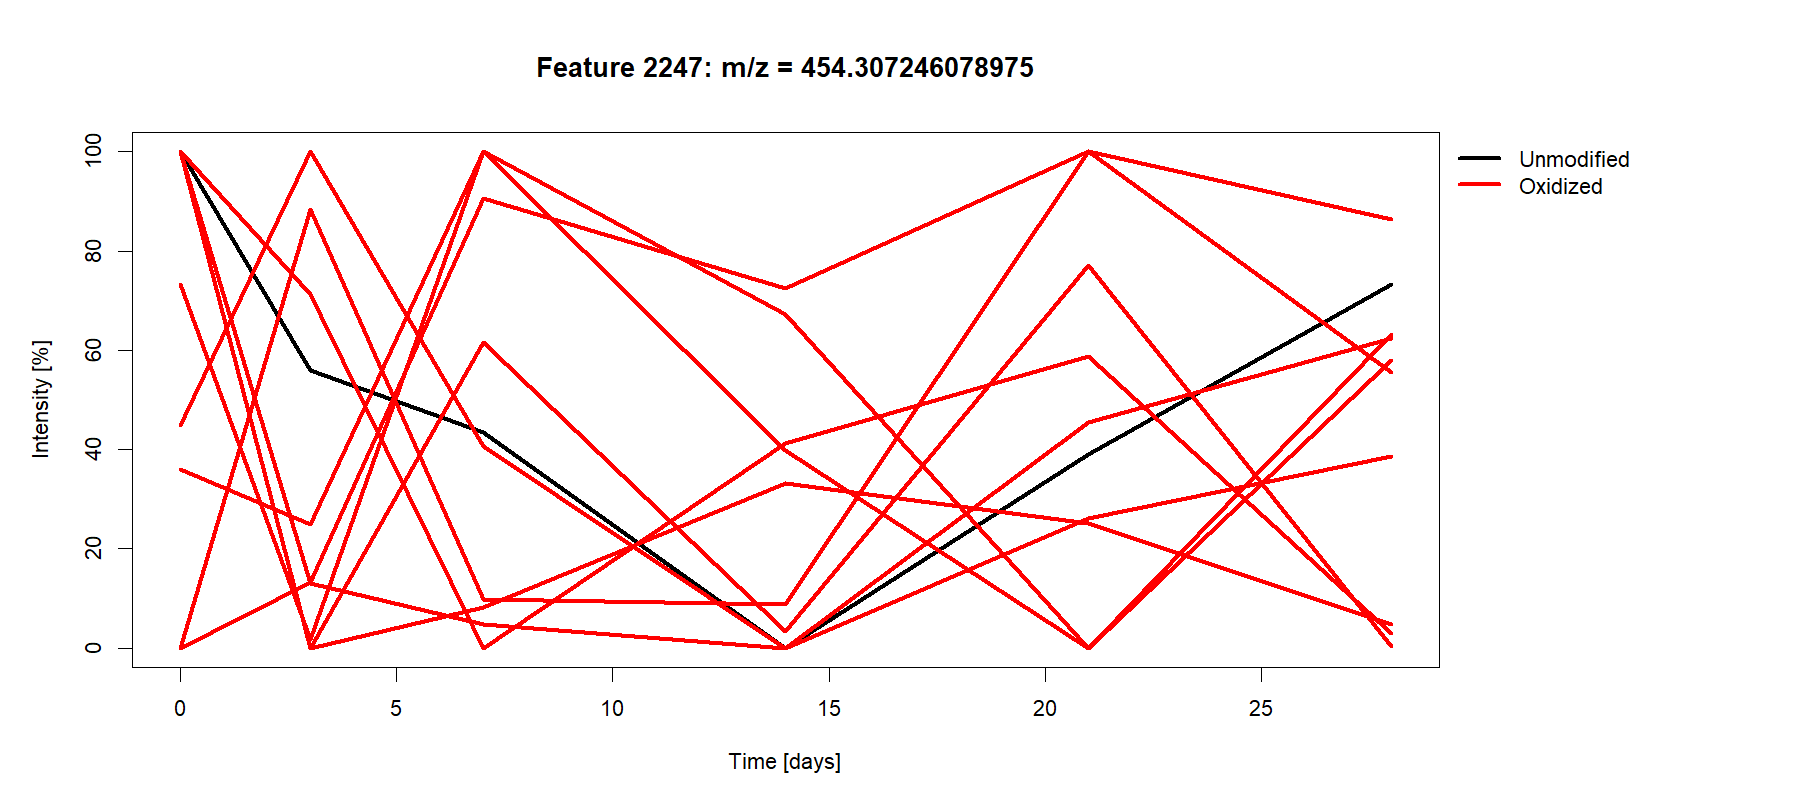 Feature 2247: m/z = 454.307246078975
Unmodified
Oxidized
Intensity [%]
100
80
60
40
20
0
0 5 10 15 20 25
Time [days]